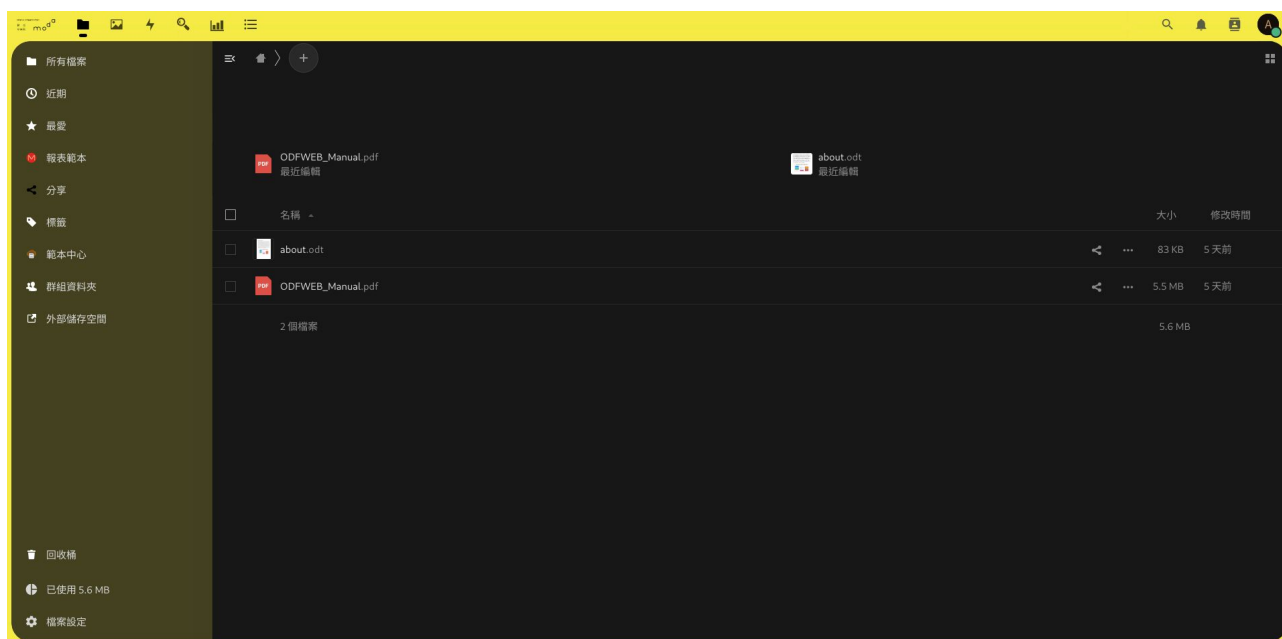 moda
A
所有檔案
近期
最愛
報表範本
分享
標籤
範本中心
群組資料夾
外部儲存空間
回收桶
已使用 5.6 MB
檔案設定
PDF
ODFWEB_Manual.pdf
最近編輯
about.odt
最近編輯
名稱 大小 修改時間
about.odt 83 KB 5 天前
PDF ODFWEB_Manual.pdf 5.5 MB 5 天前
2 個檔案 5.6 MB